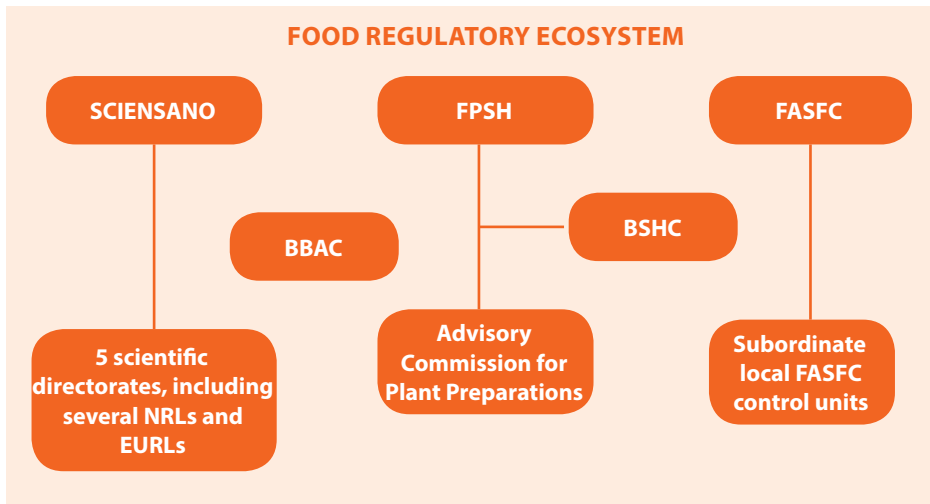 FOOD REGULATORY ECOSYSTEM
SCIENSANO
FPSH
FASFC
BBAC
BSHC
5 scientific
directorates, including
several NRLs and
EURLs
Advisory
Commission for
Plant Preparations
Subordinate
local FASFC
control units